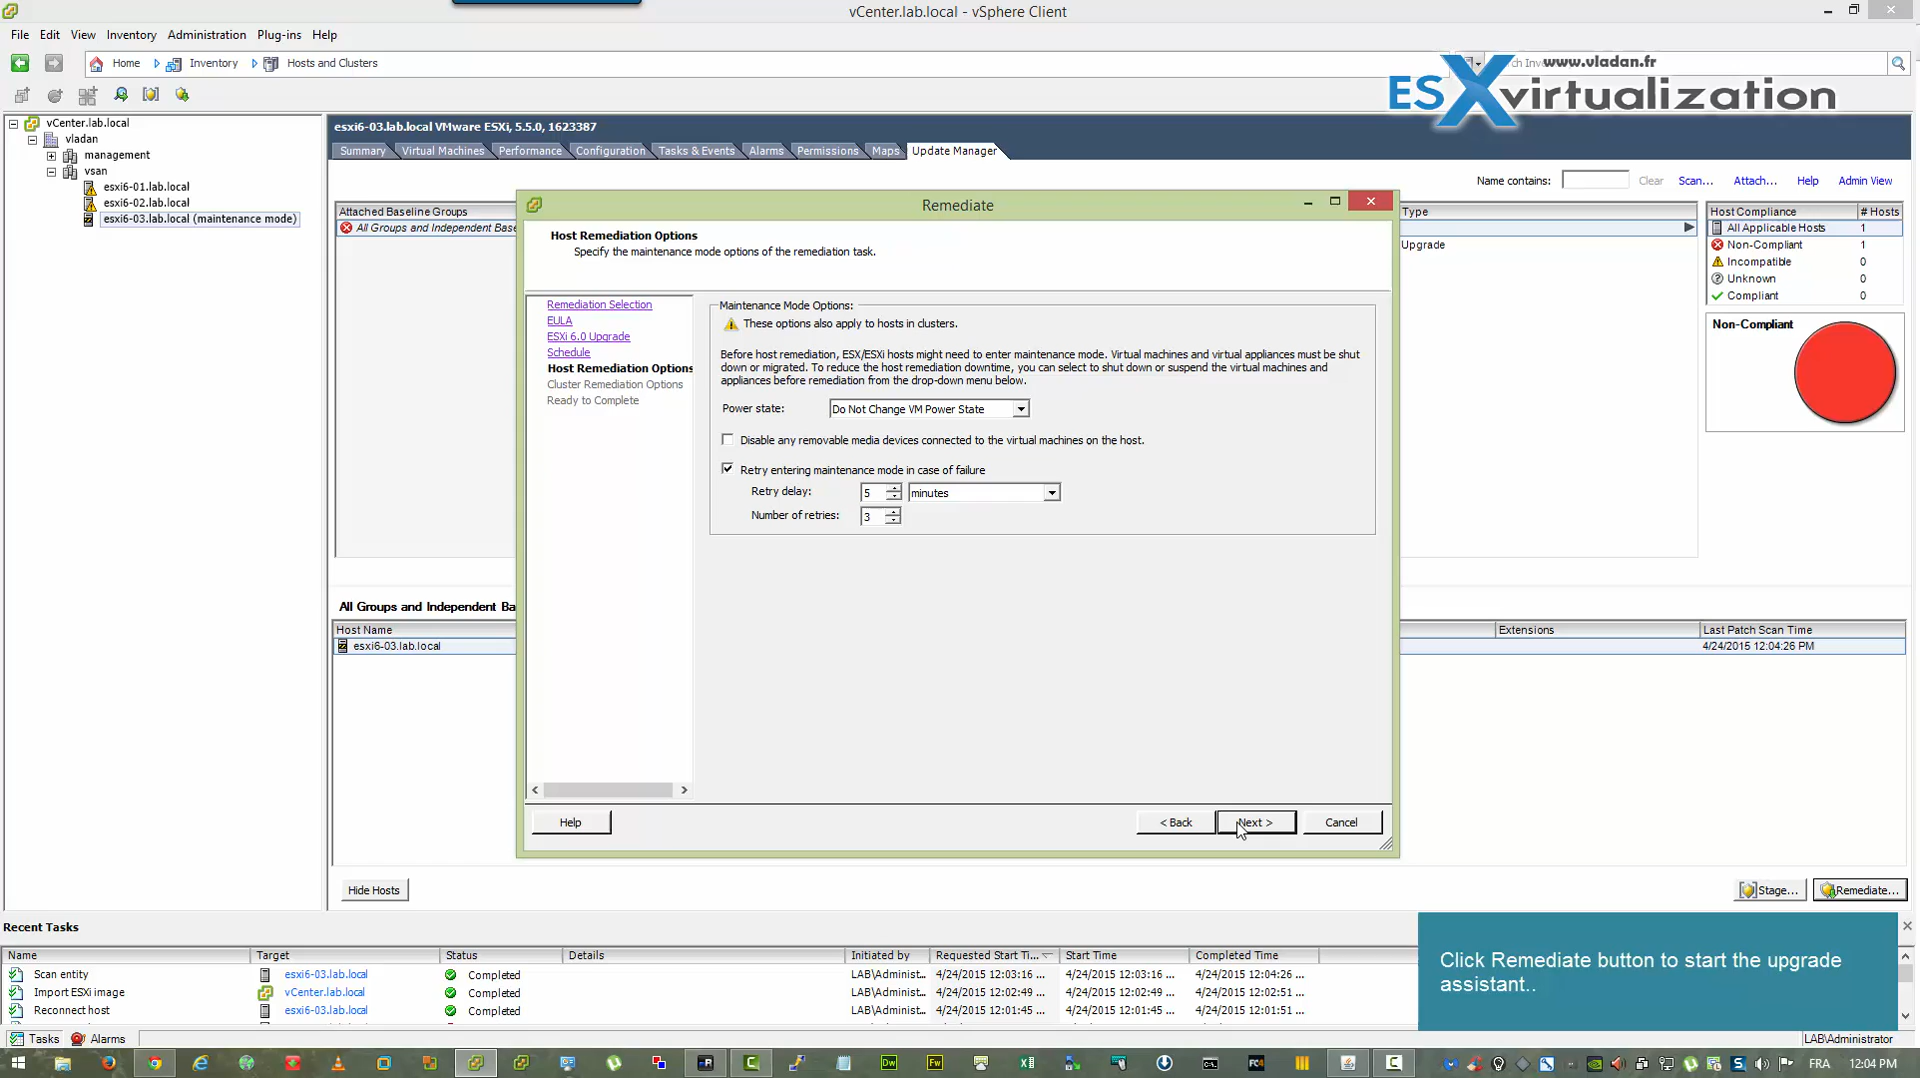 vCenter.lab.local - vSphere Client
File Edit View Inventory Administration Plug-ins Help
Home Inventory Hosts and Clusters
www.vladan.fr
ESXvirtualization
vCenter.lab.local
vladan
management
vsan
esxi6-01.lab.local
esxi6-02.lab.local
esxi6-03.lab.local (maintenance mode)
esxi6-03.lab.local VMware ESXi, 5.5.0, 1623387
Summary Virtual Machines Performance Configuration Tasks & Events Alarms Permissions Maps Update Manager
Name contains: Clear Scan... Attach... Help Admin View
Attached Baseline Groups
All Groups and Independent Base
Type
Upgrade
Host Compliance # Hosts
All Applicable Hosts 1
Non-Compliant 1
Incompatible 0
Unknown 0
Compliant 0
Non-Compliant
Remediate
Host Remediation Options
Specify the maintenance mode options of the remediation task.
Remediation Selection
EULA
ESXi 6.0 Upgrade
Schedule
Host Remediation Options
Cluster Remediation Options
Ready to Complete
Maintenance Mode Options:
These options also apply to hosts in clusters.
Before host remediation, ESX/ESXi hosts might need to enter maintenance mode. Virtual machines and virtual appliances must be shut
down or migrated. To reduce the host remediation downtime, you can select to shut down or suspend the virtual machines and
appliances before remediation from the drop-down menu below.
Power state: Do Not Change VM Power State
Disable any removable media devices connected to the virtual machines on the host.
Retry entering maintenance mode in case of failure
Retry delay: 5 minutes
Number of retries: 3
Help < Back Next > Cancel
All Groups and Independent Ba
Host Name Extensions Last Patch Scan Time
esxi6-03.lab.local 4/24/2015 12:04:26 PM
Hide Hosts Stage... Remediate...
Recent Tasks
Name Target Status Details Initiated by Requested Start Ti... Start Time Completed Time
Scan entity esxi6-03.lab.local Completed LAB\Administ... 4/24/2015 12:03:16 ... 4/24/2015 12:03:16 ... 4/24/2015 12:04:26 ...
Import ESXi image vCenter.lab.local Completed LAB\Administ... 4/24/2015 12:02:49 ... 4/24/2015 12:02:49 ... 4/24/2015 12:02:51 ...
Reconnect host esxi6-03.lab.local Completed LAB\Administ... 4/24/2015 12:01:45 ... 4/24/2015 12:01:45 ... 4/24/2015 12:01:51 ...
Click Remediate button to start the upgrade
assistant..
Tasks Alarms LAB\Administrator
Dw Fw FC4 FRA 12:04 PM